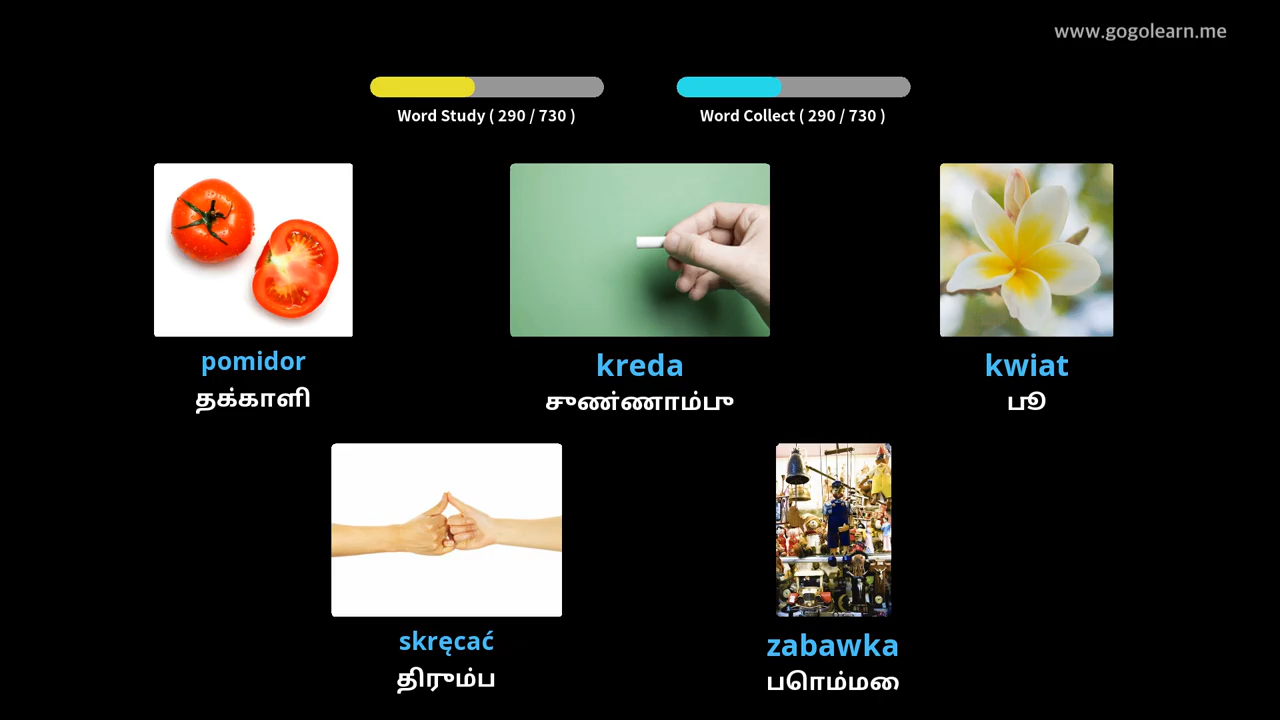 www.gogolearn.me
Word Study ( 290 / 730 )
Word Collect ( 290 / 730 )
pomidor
தக்காளி
kreda
சுண்ணாம்பு
kwiat
பூ
skręcać
திரும்ப
zabawka
பொம்மை